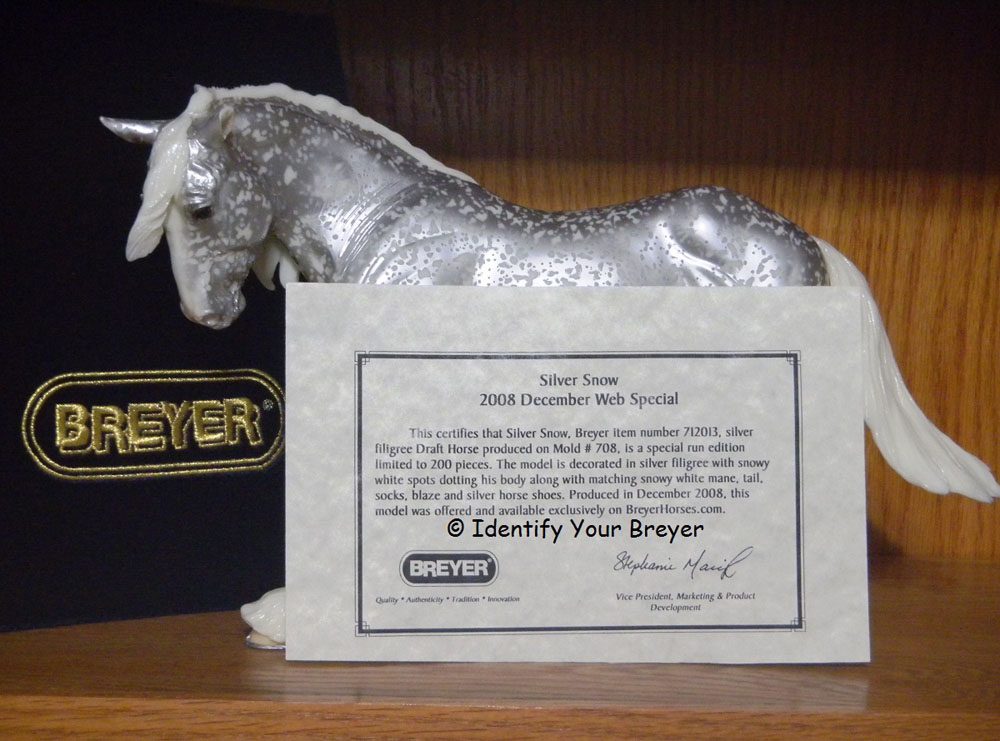 BREYER®
Silver Snow
2008 December Web Special
This certifies that Silver Snow, Breyer item number 712013, silver
filigree Draft Horse produced on Mold # 708, is a special run edition
limited to 200 pieces. The model is decorated in silver filigree with snowy
white spots dotting his body along with matching snowy white mane, tail,
socks, blaze and silver horse shoes. Produced in December 2008, this
model was offered and available exclusively on BreyerHorses.com.
© Identify Your Breyer
BREYER®
Quality * Authenticity * Tradition * Innovation
Stephanie Macif
Vice President, Marketing & Product
Development